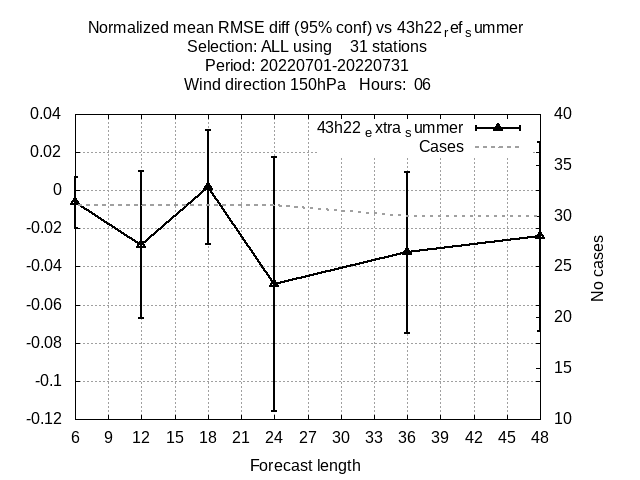 Normalized mean RMSE diff (95% conf) vs 43h22refsummer
Selection: ALL using 31 stations
Period: 20220701-20220731
Wind direction 150hPa Hours: 06
43h22extrasummer
Cases
0.04
0.02
0
-0.02
-0.04
-0.06
-0.08
-0.1
-0.12
40
35
30
25
20
15
10
No cases
6 9 12 15 18 21 24 27 30 33 36 39 42 45 48
Forecast length